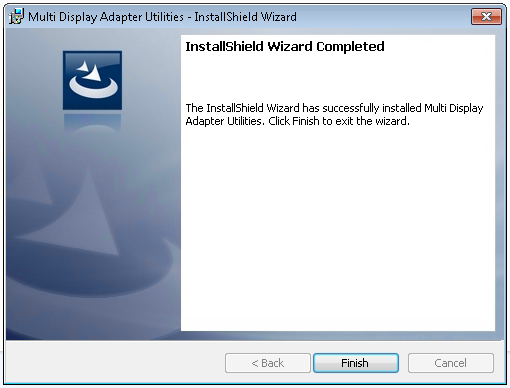 Multi Display Adapter Utilities - InstallShield Wizard
InstallShield Wizard Completed
The InstallShield Wizard has successfully installed Multi Display
Adapter Utilities. Click Finish to exit the wizard.
< Back
Finish
Cancel